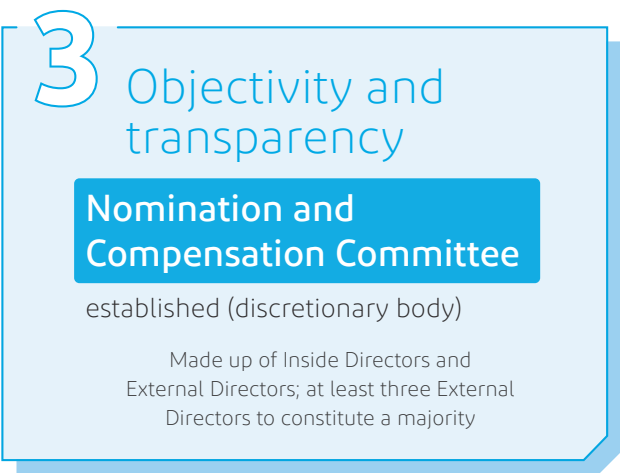 3
Objectivity and
transparency
Nomination and
Compensation Committee
established (discretionary body)
Made up of Inside Directors and
External Directors; at least three External
Directors to constitute a majority